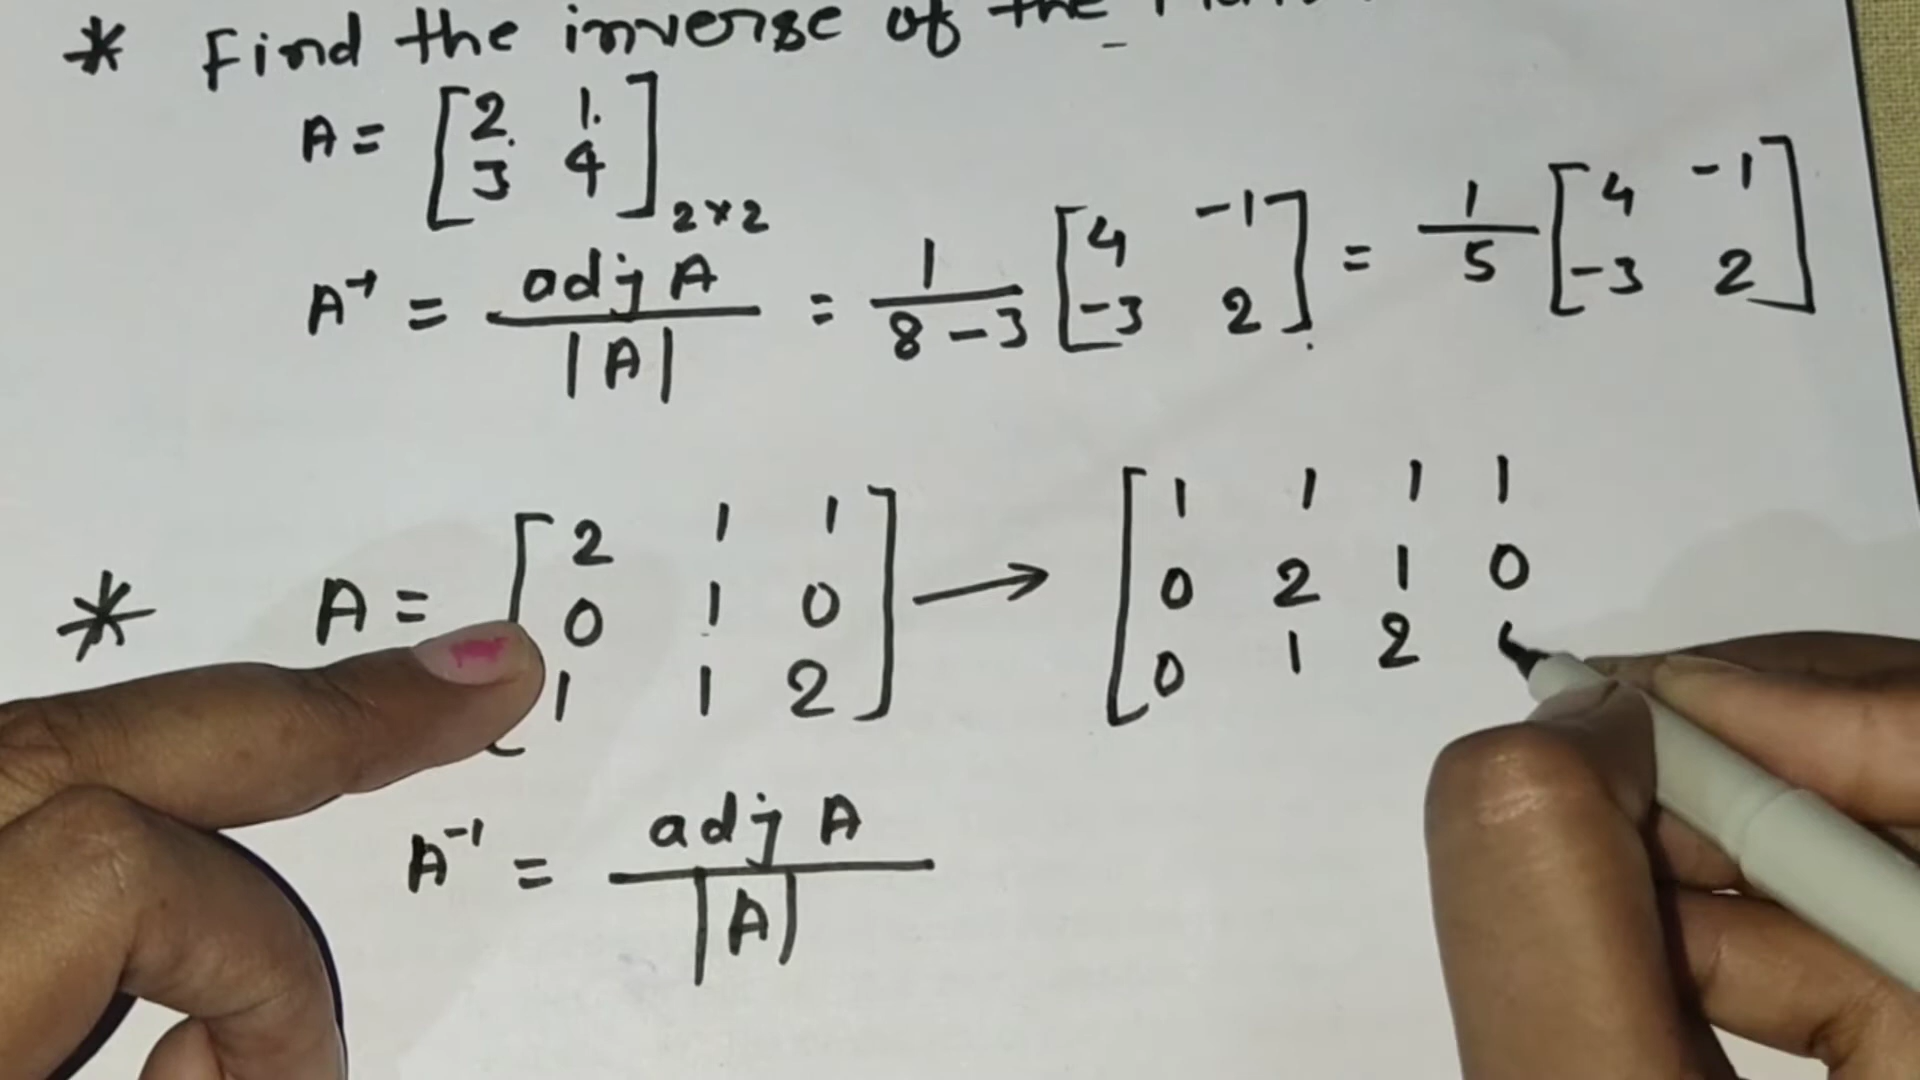 * Find the inverse of the
A = [2 1
3 4] 2×2
A⁻¹ = adj A / |A| = 1 / 8 - 3 [4 -1
-3 2] = 1 / 5 [4 -1
-3 2]
* A = [2 1 1
0 1 0
1 1 2] → [1 1 1 1
0 2 1 0
0 1 2
A⁻¹ = adj A / |A|